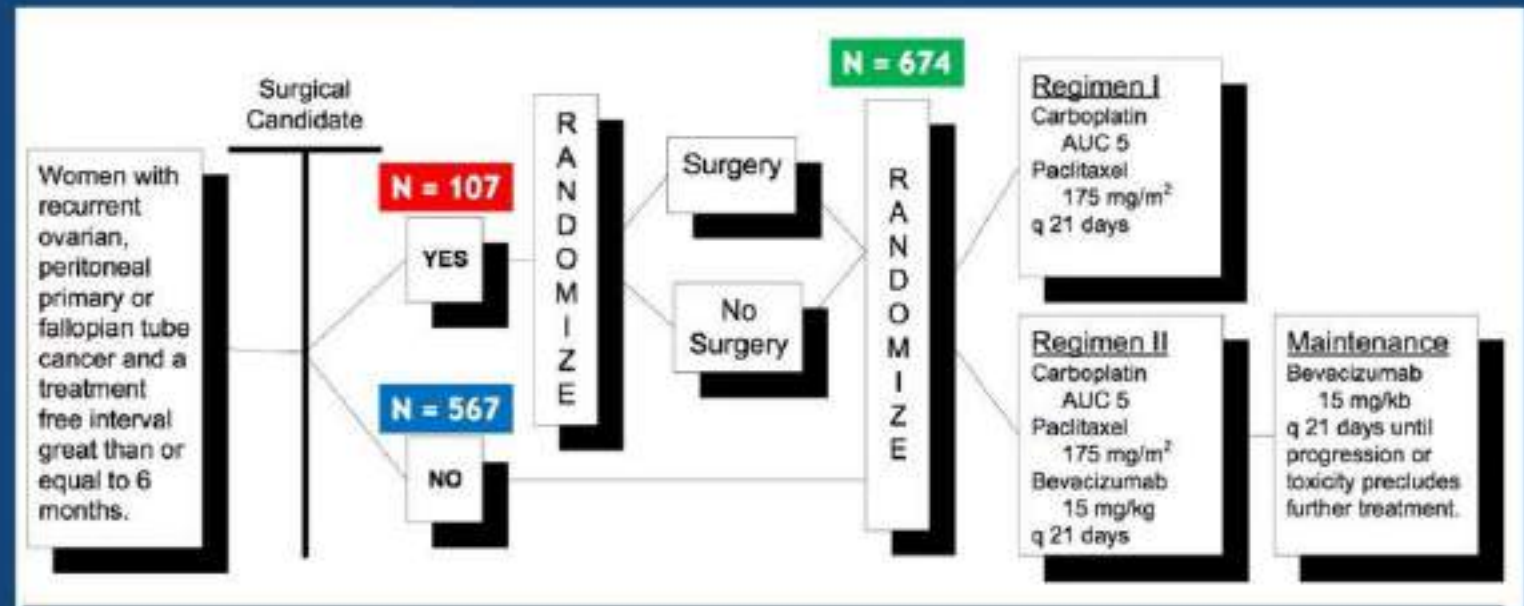 Women with
recurrent
ovarian,
peritoneal
primary or
fallopian tube
cancer and a
treatment
free interval
great than or
equal to 6
months.
Surgical
Candidate
N = 107
YES
N = 567
NO
RANDOMIZE
Surgery
No
Surgery
N = 674
RANDOMIZE
Regimen I
Carboplatin
AUC 5
Paclitaxel
175 mg/m²
q 21 days
Regimen II
Carboplatin
AUC 5
Paclitaxel
175 mg/m²
Bevacizumab
15 mg/kg
q 21 days
Maintenance
Bevacizumab
15 mg/kb
q 21 days until
progression or
toxicity precludes
further treatment.